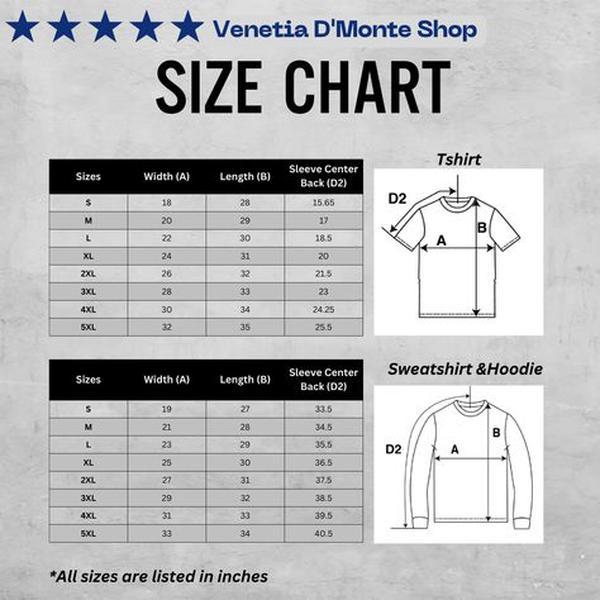 Venetia D'Monte Shop
SIZE CHART
Tshirt
Sizes Width (A) Length (B) Sleeve Center Back (D2)
S 18 28 15.65
M 20 29 17
L 22 30 18.5
XL 24 31 20
2XL 26 32 21.5
3XL 28 33 23
4XL 30 34 24.25
5XL 32 35 25.5
D2
A
B
Sweatshirt &Hoodie
Sizes Width (A) Length (B) Sleeve Center Back (D2)
S 19 27 33.5
M 21 28 34.5
L 23 29 35.5
XL 25 30 36.5
2XL 27 31 37.5
3XL 29 32 38.5
4XL 31 33 39.5
5XL 33 34 40.5
D2
A
B
*All sizes are listed in inches